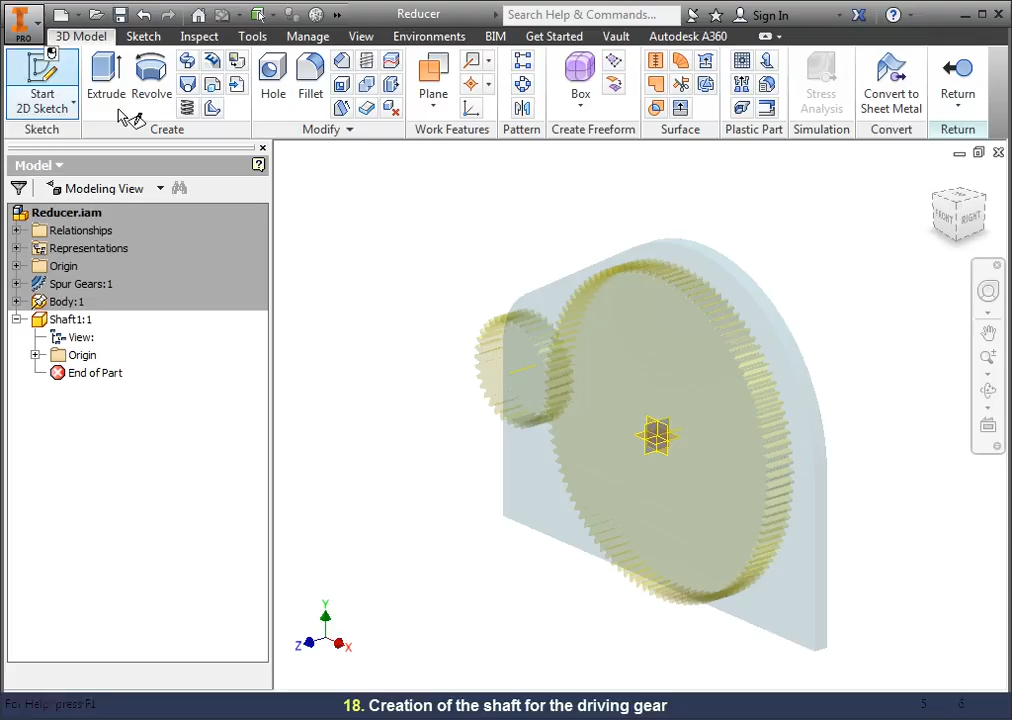 Reducer
Search Help & Commands...
Sign In
PRO
3D Model
Sketch
Inspect
Tools
Manage
View
Environments
BIM
Get Started
Vault
Autodesk A360
Start
2D Sketch
Extrude
Revolve
Hole
Fillet
Plane
Box
Stress
Analysis
Convert to
Sheet Metal
Return
Sketch
Create
Modify
Work Features
Pattern
Create Freeform
Surface
Plastic Part
Simulation
Convert
Return
Model
Modeling View
Reducer.iam
Relationships
Representations
Origin
Spur Gears:1
Body:1
Shaft1:1
View:
Origin
End of Part
FRONT
RIGHT
Y
Z
X
For Help, press F1
18. Creation of the shaft for the driving gear
5
6